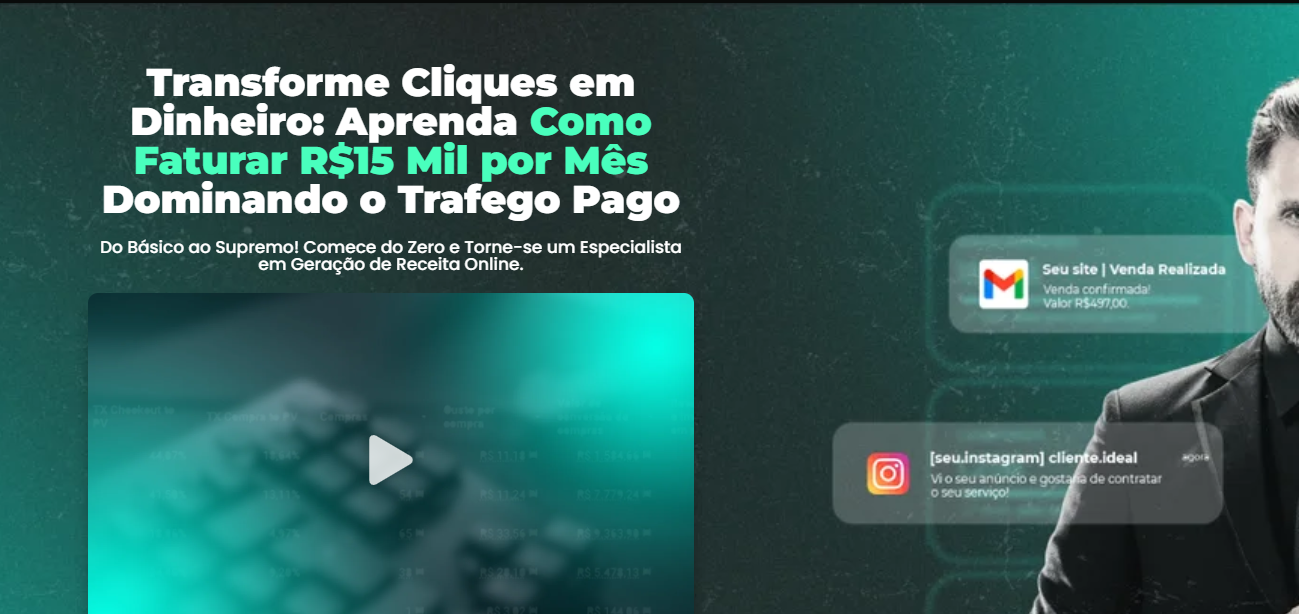 Transforme Cliques em
Dinheiro: Aprenda Como
Faturar R$15 Mil por Mês
Dominando o Trafego Pago
Do Básico ao Supremo! Comece do Zero e Torne-se um Especialista
em Geração de Receita Online.
Seu site | Venda Realizada
Venda confirmada!
Valor R$497,00.
[seu.instagram] cliente.ideal
agora
Vi o seu anúncio e gostaria de contratar
o seu serviço!